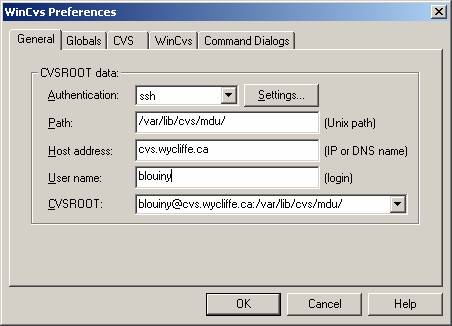 WinCvs Preferences
General Globals CVS WinCvs Command Dialogs
CVSROOT data:
Authentication: ssh Settings...
Path: /var/lib/cvs/mdu/ (Unix path)
Host address: cvs.wycliffe.ca (IP or DNS name)
User name: blouiny (login)
CVSROOT: blouiny@cvs.wycliffe.ca:/var/lib/cvs/mdu/
OK Cancel Help